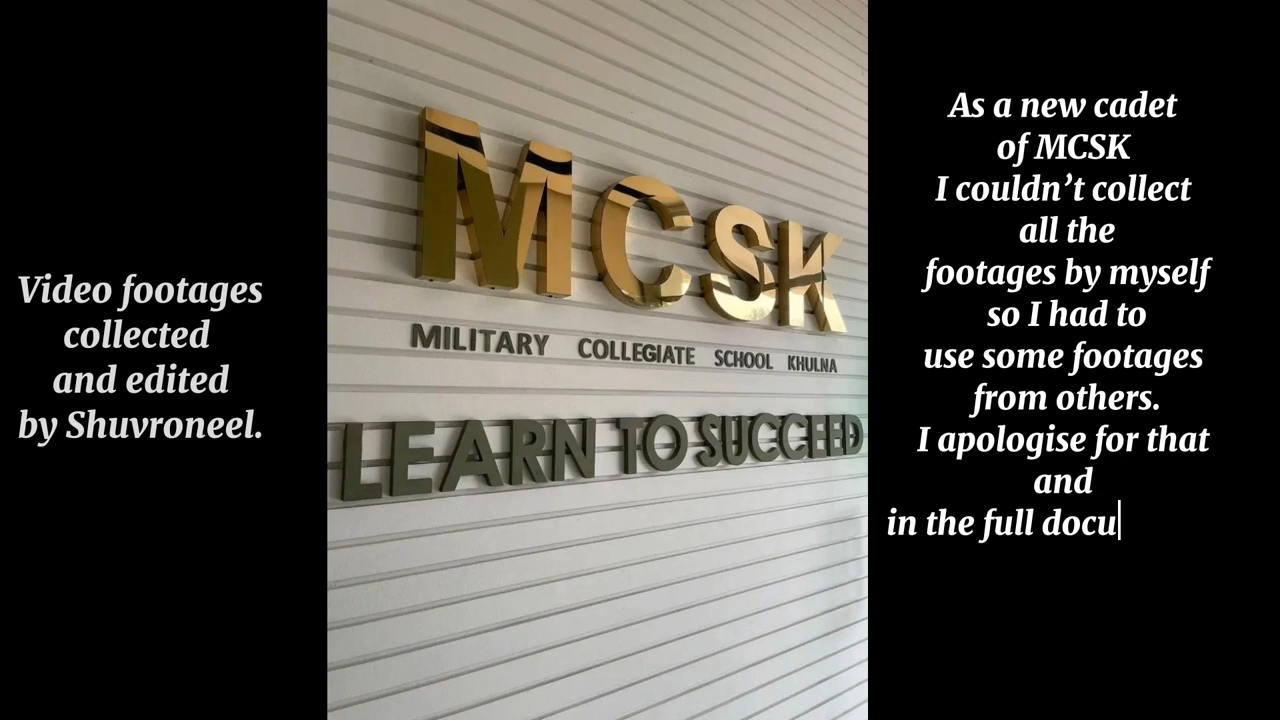 Video footages
collected
and edited
by Shuvroneel.
MCSK
MILITARY COLLEGIATE SCHOOL KHULNA
LEARN TO SUCCEED
As a new cadet
of MCSK
I couldn’t collect
all the
footages by myself
so I had to
use some footages
from others.
I apologise for that
and
in the full docu